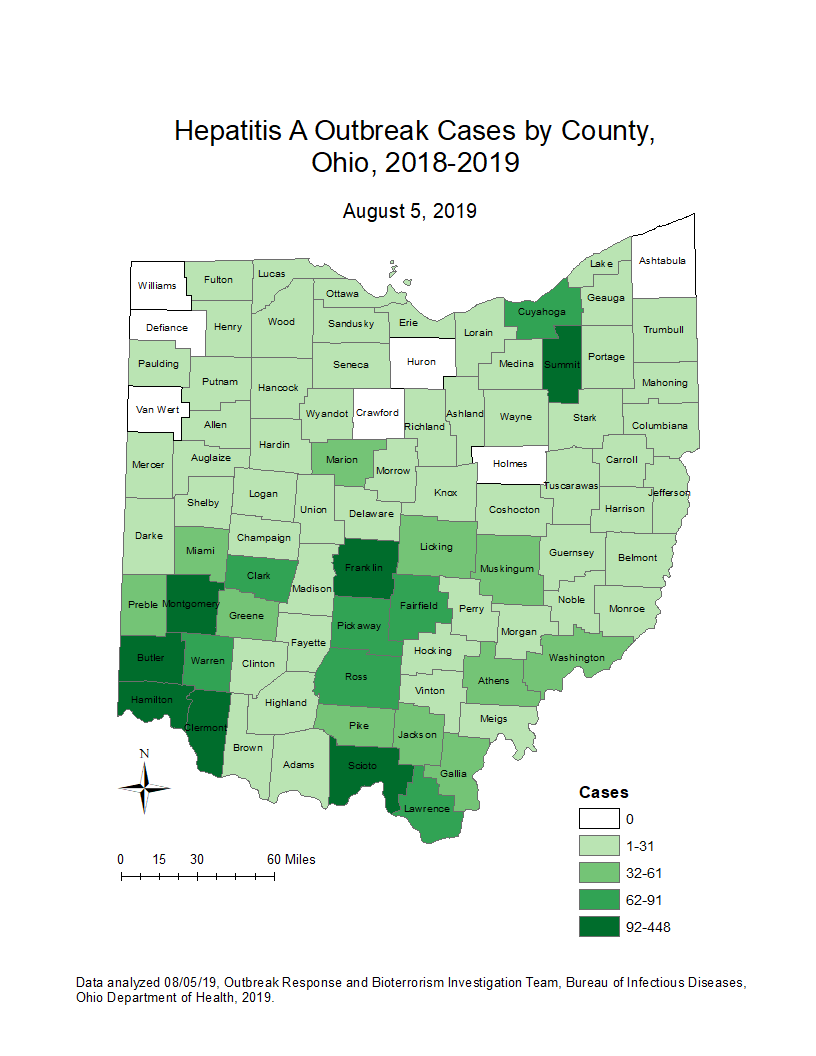 Hepatitis A Outbreak Cases by County,
Ohio, 2018-2019
August 5, 2019
Ashtabula
Lake
Lucas
Fulton
Williams
Geauga
Ottawa
Cuyahoga
Wood
Sandusky
Erie
Henry
Defiance
Trumbull
Lorain
Portage
Huron
Medina
Summit
Seneca
Paulding
Putnam
Mahoning
Hancock
Van Wert
Crawford
Wyandot
Ashland
Wayne
Stark
Richland
Allen
Columbiana
Hardin
Auglaize
Marion
Carroll
Mercer
Holmes
Morrow
Tuscarawas
Logan
Knox
Jefferson
Shelby
Union
Coshocton
Harrison
Delaware
Darke
Champaign
Licking
Miami
Guernsey
Belmont
Franklin
Muskingum
Clark
Madison
Noble
Preble
Montgomery
Fairfield
Perry
Monroe
Greene
Pickaway
Morgan
Fayette
Hocking
Butler
Warren
Clinton
Washington
Ross
Athens
Vinton
Hamilton
Highland
Meigs
Clermont
Pike
Jackson
Brown
Adams
Scioto
Gallia
Lawrence
N
0 15 30 60 Miles
Cases
0
1-31
32-61
62-91
92-448
Data analyzed 08/05/19, Outbreak Response and Bioterrorism Investigation Team, Bureau of Infectious Diseases,
Ohio Department of Health, 2019.